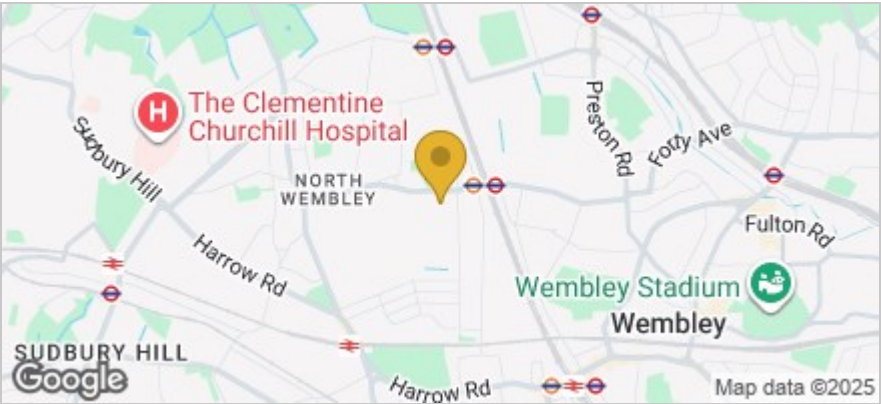 The Clementine
Churchill Hospital
H
Preston Rd
Forty Ave
Sudbury Hill
NORTH
WEMBLEY
Fulton Rd
Harrow Rd
Wembley Stadium
Wembley
SUDBURY HILL
Google
Harrow Rd
Map data ©2025